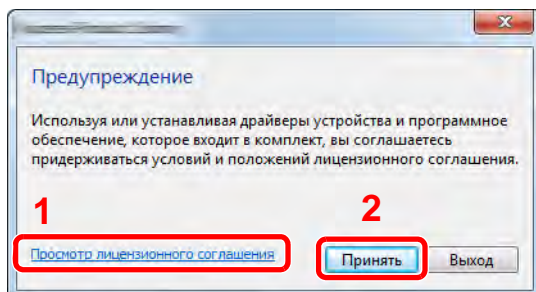 Предупреждение
Используя или устанавливая драйверы устройства и программное
обеспечение, которое входит в комплект, вы соглашаетесь
придерживаться условий и положений лицензионного соглашения.
1
2
Просмотр лицензионного соглашения
Принять
Выход